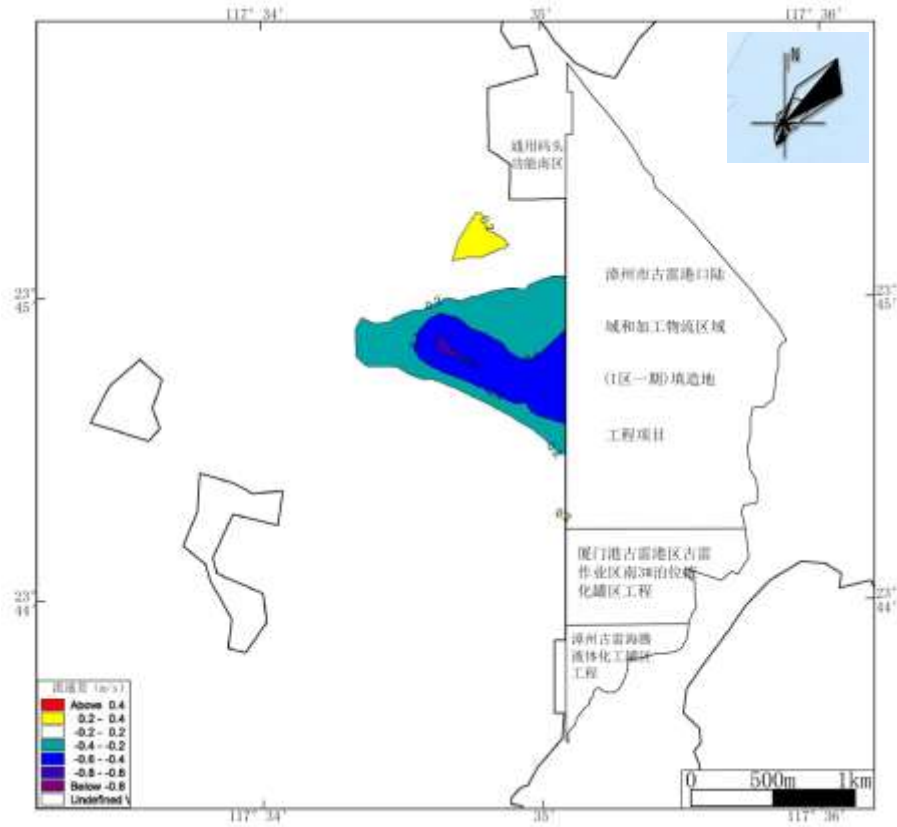 117° 34'
35'
117° 36'
N
通用码头
功能南区
0.2
漳州市古雷港口陆
23
45'
23
45'
域和加工物流区域
(I区一期)填造地
工程项目
厦门港古雷港区古雷
作业区南3#泊位
化罐区工程
23
44'
23
44'
漳州古雷海腾
液体化工罐区
工程
流速差 (m/s)
Above 0.4
0.2 - 0.4
-0.2 - 0.2
-0.4 - -0.2
-0.6 - -0.4
-0.8 - -0.6
Below -0.8
Undefined V
0 500m 1km
117° 34'
35'
117° 36'